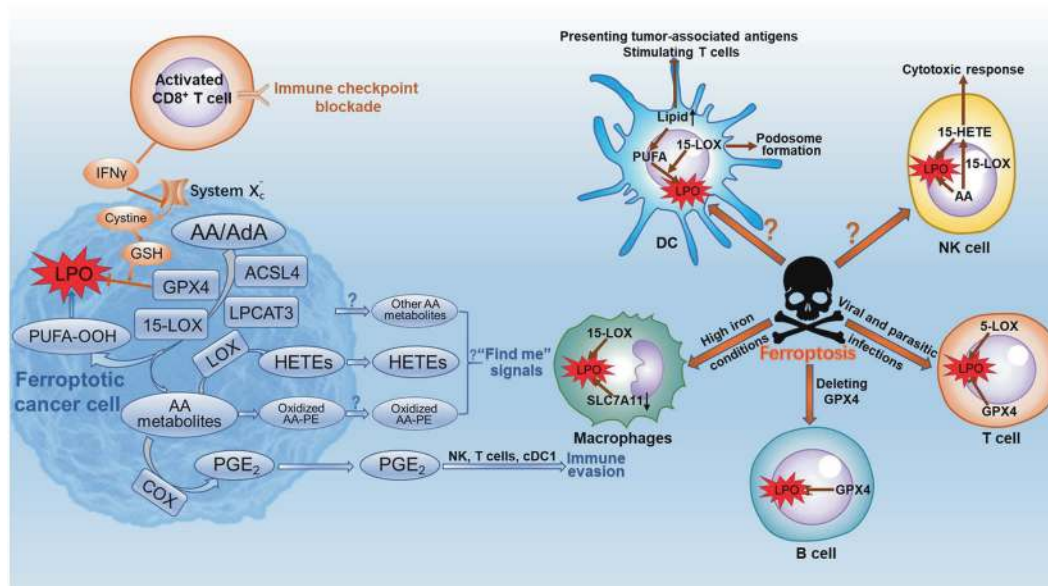 Activated
CD8⁺ T cell
Immune checkpoint
blockade
IFNγ
System X
-
c
Cystine
GSH
AA/AdA
LPO
GPX4
ACSL4
LPCAT3
15-LOX
PUFA-OOH
LOX
HETEs
Ferroptotic
cancer cell
AA
metabolites
Oxidized
AA-PE
PGE₂
COX
?
Other AA
metabolites
HETEs
?
Oxidized
AA-PE
PGE₂
?"Find me"
signals
NK, T cells, cDC1
Immune
evasion
Presenting tumor-associated antigens
Stimulating T cells
Lipid
PUFA
15-LOX
LPO
Podosome
formation
DC
Cytotoxic response
15-HETE
LPO
15-LOX
AA
NK cell
?
?
Ferroptosis
High iron
conditions
15-LOX
LPO
SLC7A11
Macrophages
Deleting
GPX4
LPO
GPX4
B cell
Viral and parasitic
infections
5-LOX
LPO
GPX4
T cell